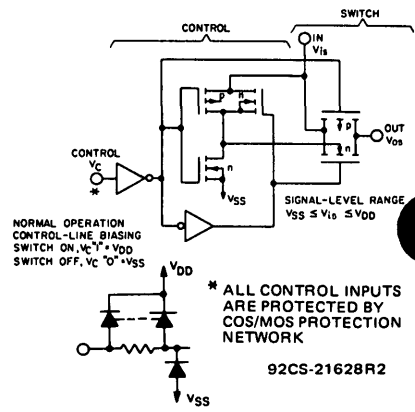 SWITCH
CONTROL
IN
Vis
p
n
p
n
OUT
Vos
CONTROL
VC
*
n
VSS
SIGNAL-LEVEL RANGE
VSS ≤ Vis ≤ VDD
NORMAL OPERATION
CONTROL-LINE BIASING
SWITCH ON, VC "1" = VDD
SWITCH OFF, VC "0" = VSS
VDD
* ALL CONTROL INPUTS
ARE PROTECTED BY
COS/MOS PROTECTION
NETWORK
92CS-21628R2
VSS